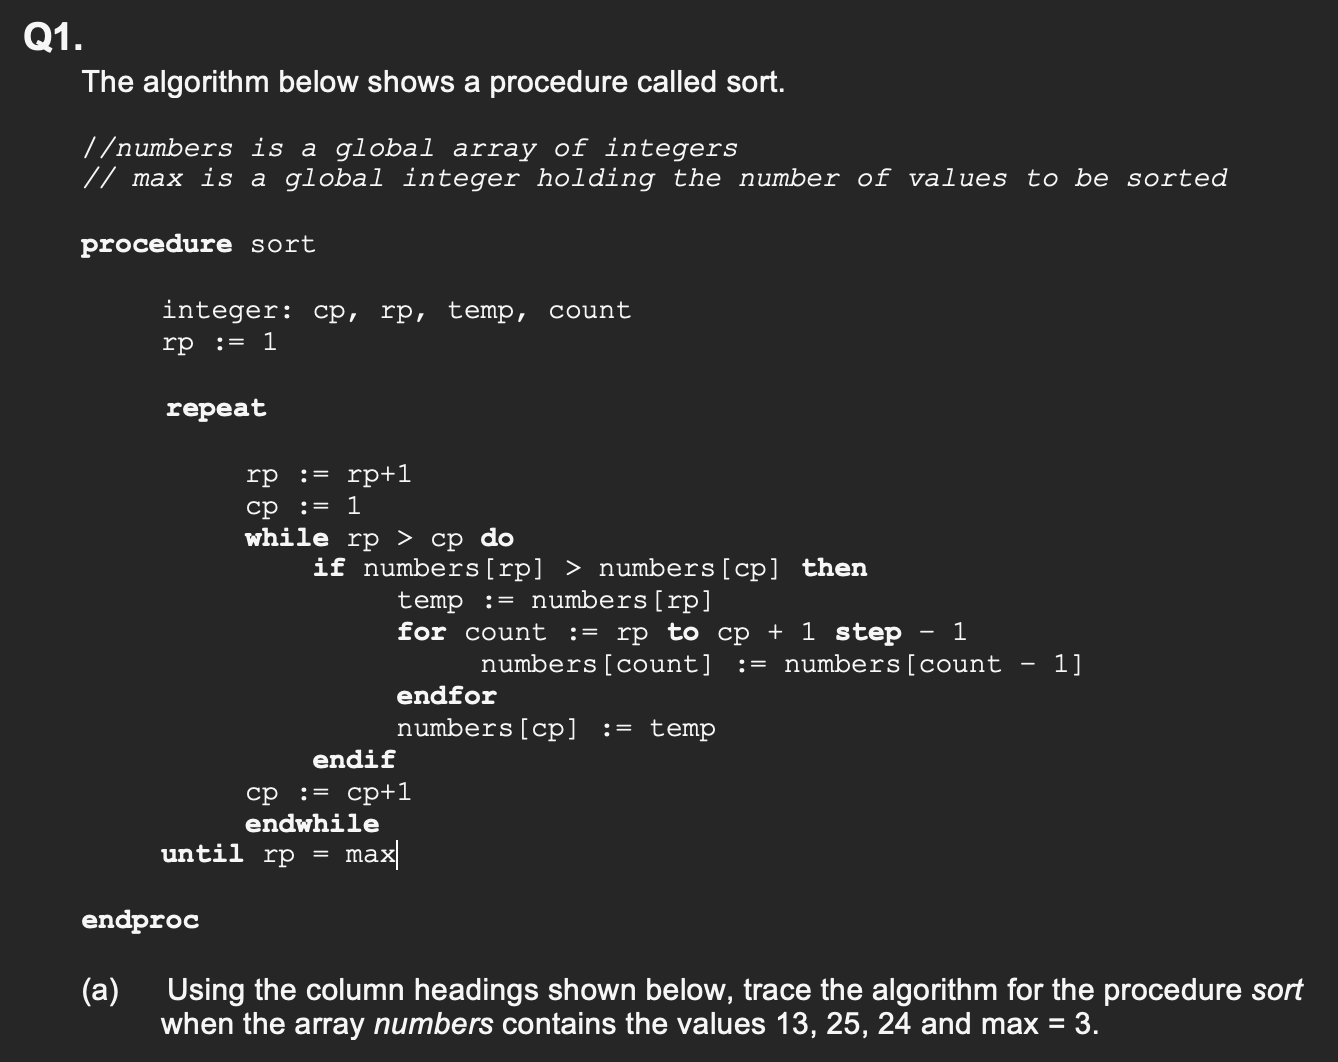 Q1.
The algorithm below shows a procedure called sort.
//numbers is a global array of integers
// max is a global integer holding the number of values to be sorted
procedure sort
integer: cp, rp, temp, count
rp := 1
repeat
rp := rp+1
cp := 1
while rp > cp do
if numbers[rp] > numbers[cp] then
temp := numbers[rp]
for count := rp to cp + 1 step – 1
numbers[count] := numbers[count – 1]
endfor
numbers[cp] := temp
endif
cp := cp+1
endwhile
until rp = max
endproc
(a) Using the column headings shown below, trace the algorithm for the procedure sort
when the array numbers contains the values 13, 25, 24 and max = 3.